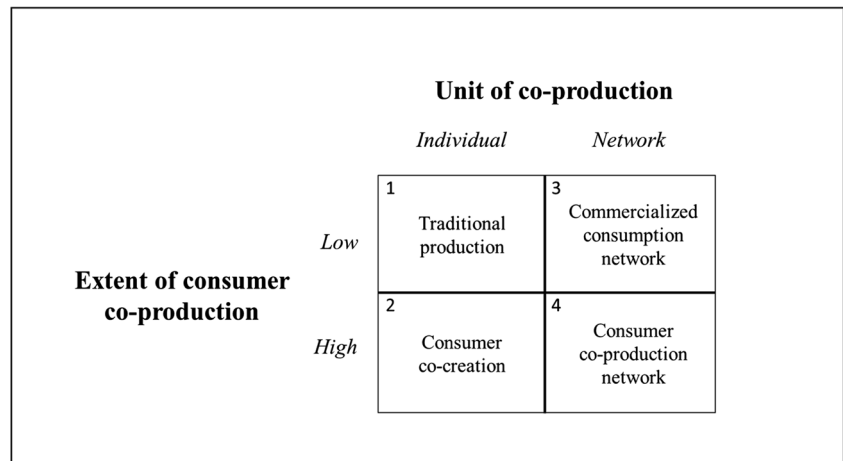 Unit of co-production
Individual
Network
1
Traditional
production
3
Commercialized
consumption
network
Low
Extent of consumer
co-production
High
2
Consumer
co-creation
4
Consumer
co-production
network